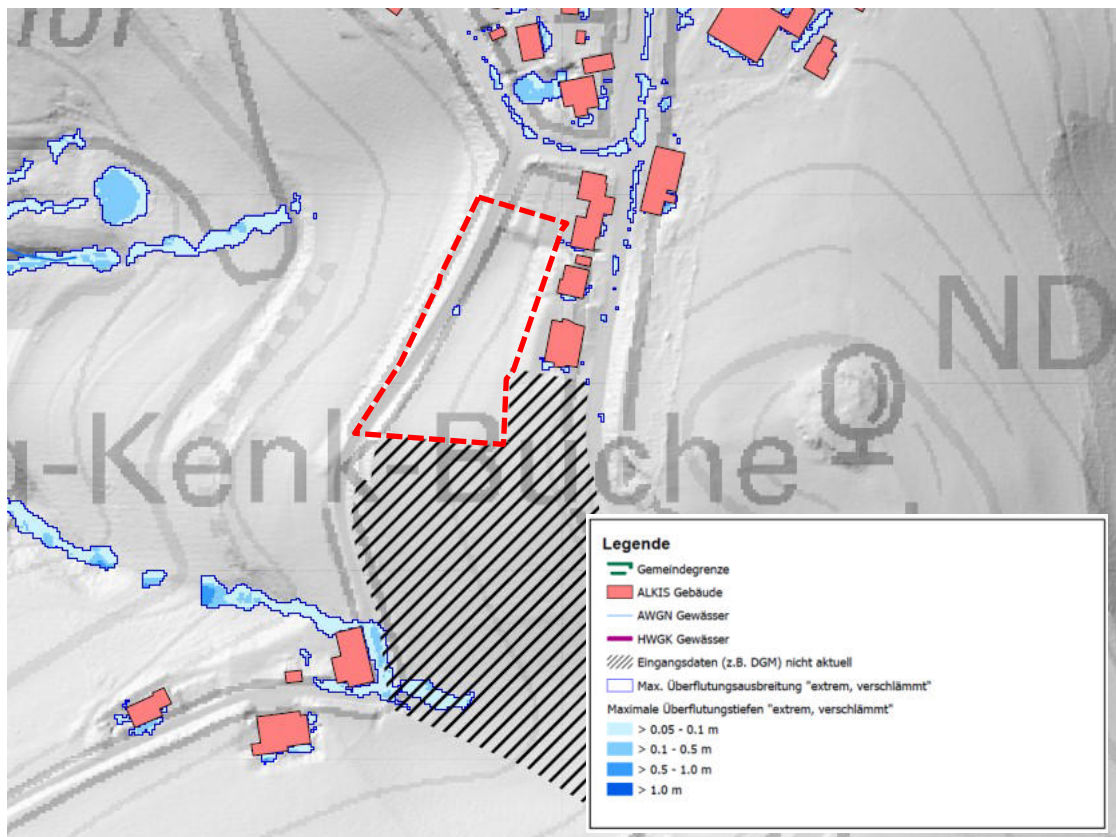 ND
-Kenk-Buche
Legende
Gemeindegrenze
ALKIS Gebäude
AWGN Gewässer
HWGK Gewässer
Eingangsdaten (z.B. DGM) nicht aktuell
Max. Überflutungsausbreitung "extrem, verschlämmt"
Maximale Überflutungstiefen "extrem, verschlämmt"
> 0.05 - 0.1 m
> 0.1 - 0.5 m
> 0.5 - 1.0 m
> 1.0 m